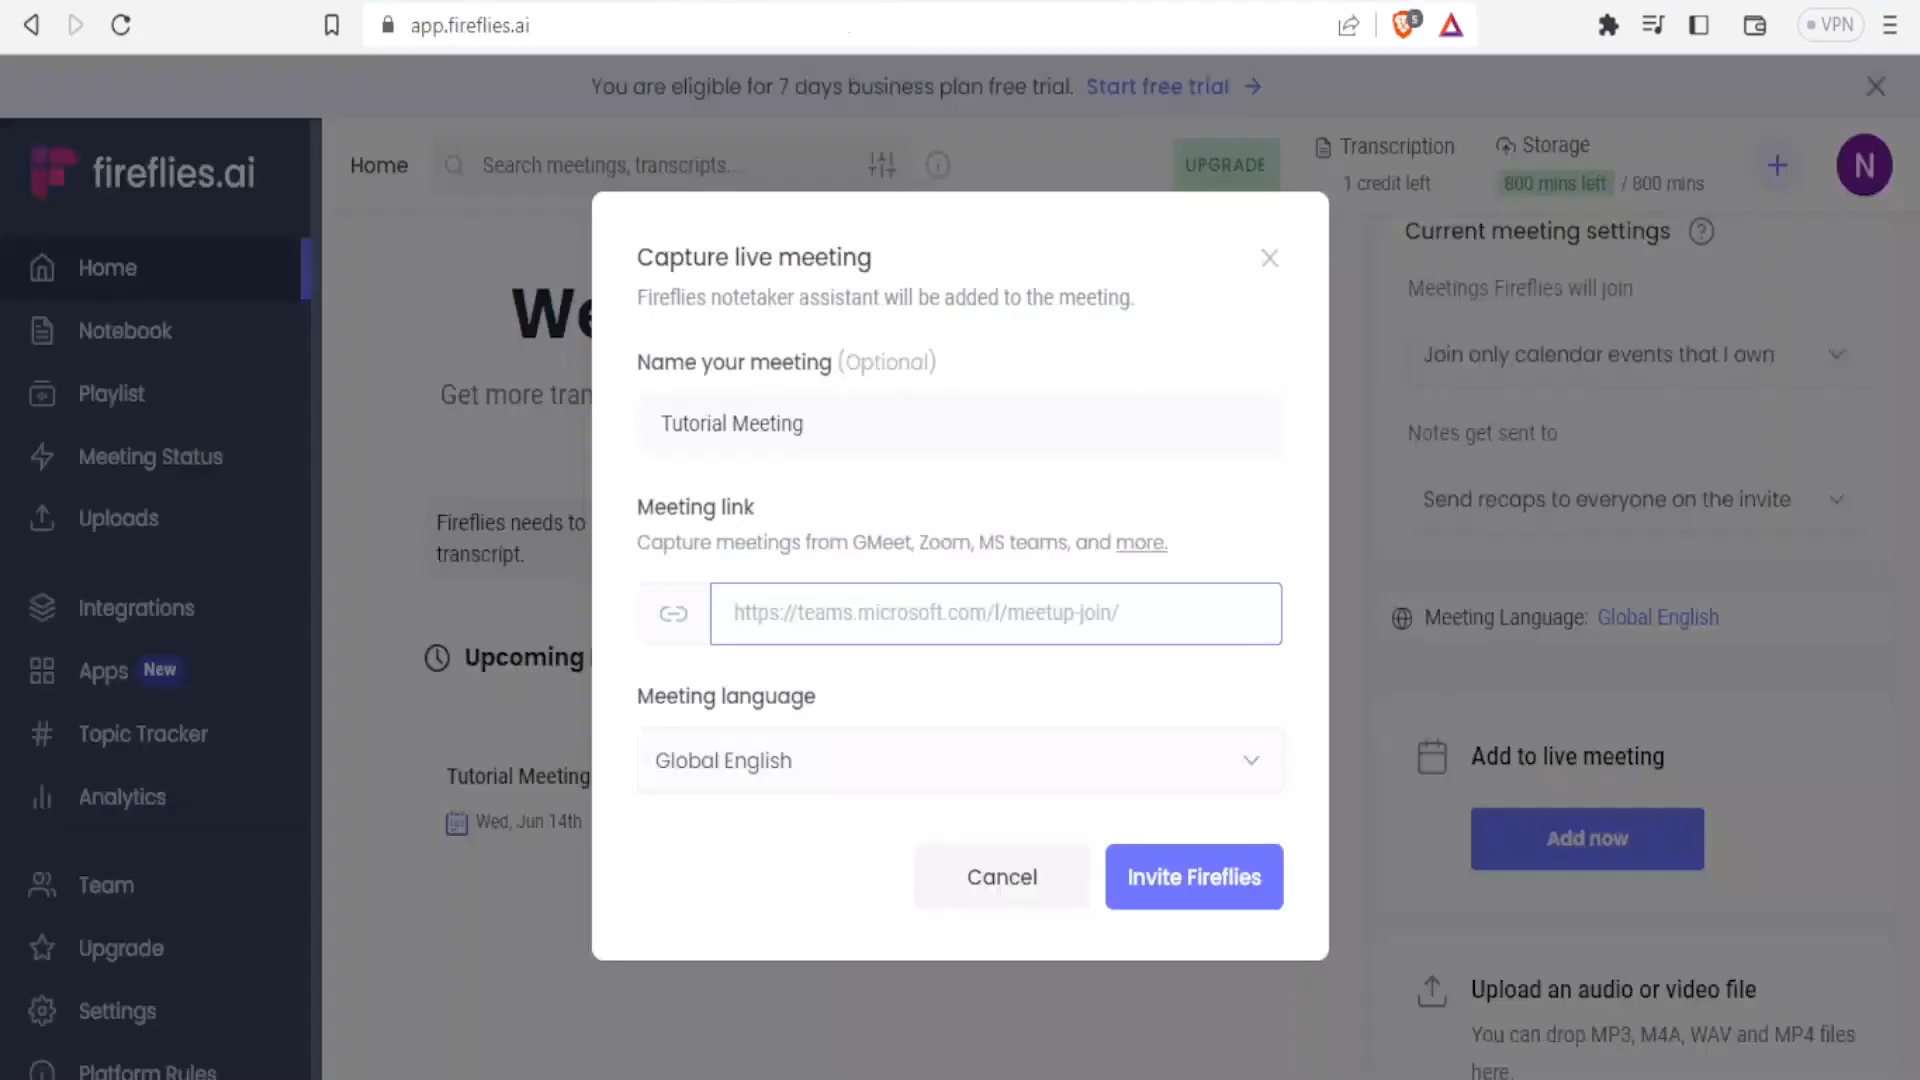 app.fireflies.ai
5
VPN
You are eligible for 7 days business plan free trial. Start free trial →
fireflies.ai
Home
Search meetings, transcripts...
UPGRADE
Transcription
1 credit left
Storage
800 mins left / 800 mins
+
N
Home
Notebook
Playlist
Meeting Status
Uploads
Integrations
Apps New
Topic Tracker
Analytics
Team
Upgrade
Settings
Platform Rules
We
Get more tran
Fireflies needs to
transcript.
Upcoming
Tutorial Meeting
Wed, Jun 14th
Capture live meeting
Fireflies notetaker assistant will be added to the meeting.
Name your meeting (Optional)
Tutorial Meeting
Meeting link
Capture meetings from GMeet, Zoom, MS teams, and more.
https://teams.microsoft.com/l/meetup-join/
Meeting language
Global English
Cancel
Invite Fireflies
Current meeting settings ?
Meetings Fireflies will join
Join only calendar events that I own
Notes get sent to
Send recaps to everyone on the invite
Meeting Language: Global English
Add to live meeting
Add now
Upload an audio or video file
You can drop MP3, M4A, WAV and MP4 files
here.